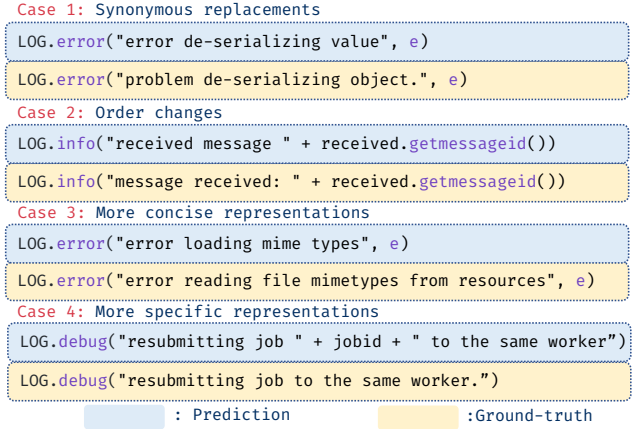 Case 1: Synonymous replacements
LOG.error("error de-serializing value", e)
LOG.error("problem de-serializing object.", e)
Case 2: Order changes
LOG.info("received message " + received.getmessageid())
LOG.info("message received: " + received.getmessageid())
Case 3: More concise representations
LOG.error("error loading mime types", e)
LOG.error("error reading file mimetypes from resources", e)
Case 4: More specific representations
LOG.debug("resubmitting job " + jobid + " to the same worker”)
LOG.debug("resubmitting job to the same worker.”)
: Prediction :Ground-truth